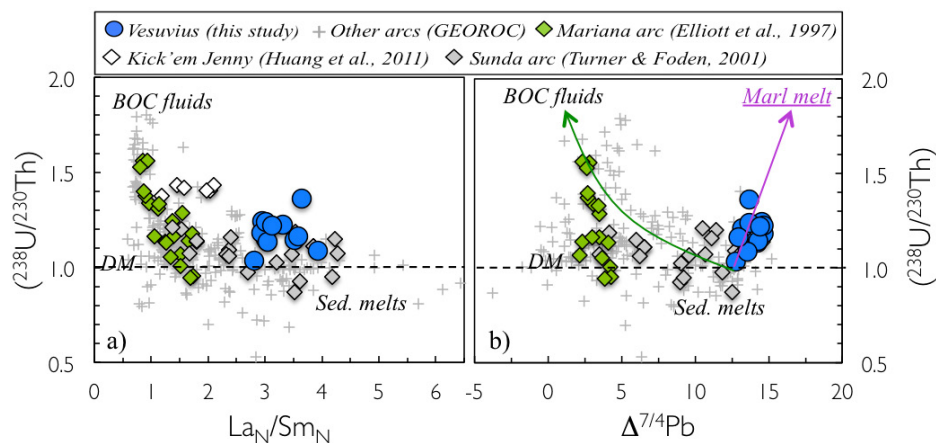 Vesuvius (this study) Other arcs (GEOROC) Mariana arc (Elliott et al., 1997)
Kick'em Jenny (Huang et al., 2011) Sunda arc (Turner & Foden, 2001)
2.0 2.0
BOC fluids BOC fluids Marl melt
(²³⁸U/²³⁰Th) 1.5 1.5 (²³⁸U/²³⁰Th)
DM 1.0 DM 1.0
Sed. melts Sed. melts
a) b)
0.5 0.5
0 1 2 3 4 5 6 -5 0 5 10 15 20
Laₙ/Smₙ Δ⁷/⁴Pb